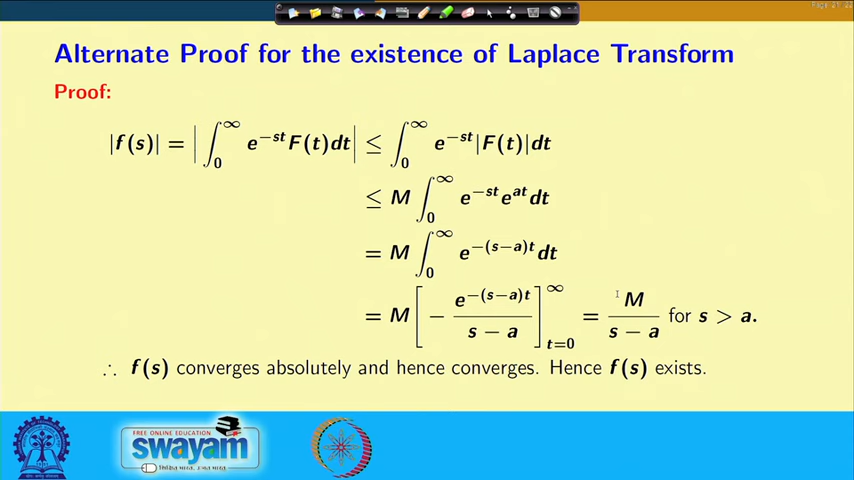 Alternate Proof for the existence of Laplace Transform
Proof:
|f(s)| = |∫₀^∞ e^{−st} F(t)dt| ≤ ∫₀^∞ e^{−st} |F(t)|dt
≤ M ∫₀^∞ e^{−st} e^{at} dt
= M ∫₀^∞ e^{−(s−a)t} dt
= M [ − e^{−(s−a)t} / (s − a) ]_{t=0}^{∞} = M / (s − a) for s > a.
∴ f(s) converges absolutely and hence converges. Hence f(s) exists.
FREE ONLINE EDUCATION
swayam